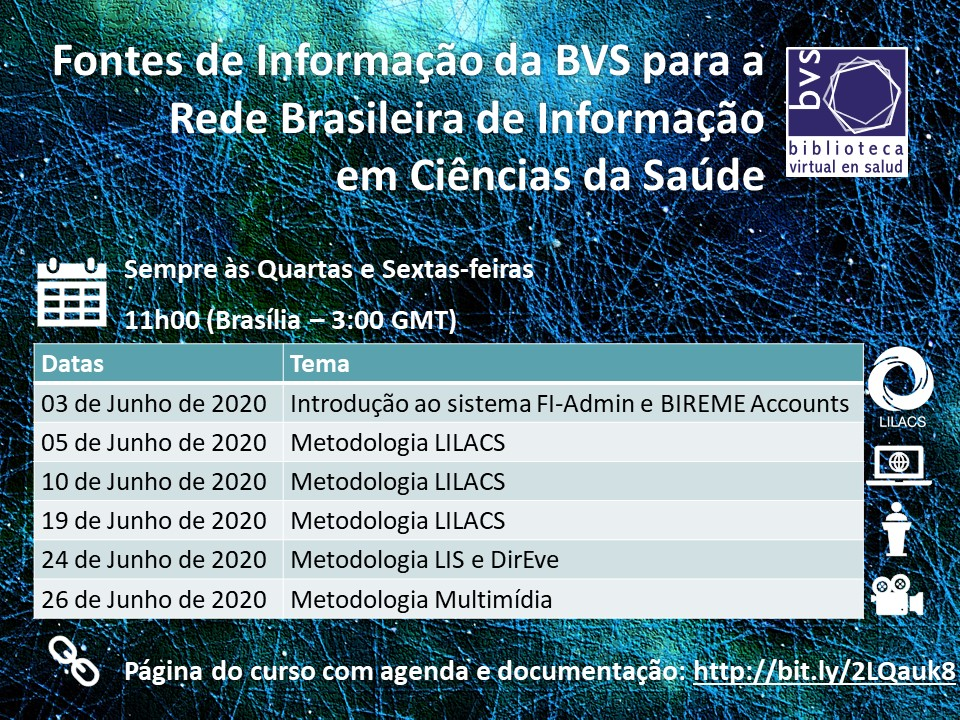 Fontes de Informação da BVS para a
Rede Brasileira de Informação
em Ciências da Saúde
bvs
biblioteca
virtual en salud
Sempre às Quartas e Sextas-feiras
11h00 (Brasília – 3:00 GMT)
Datas Tema
03 de Junho de 2020 Introdução ao sistema FI-Admin e BIREME Accounts
05 de Junho de 2020 Metodologia LILACS
10 de Junho de 2020 Metodologia LILACS
19 de Junho de 2020 Metodologia LILACS
24 de Junho de 2020 Metodologia LIS e DirEve
26 de Junho de 2020 Metodologia Multimídia
LILACS
Página do curso com agenda e documentação: http://bit.ly/2LQauk8